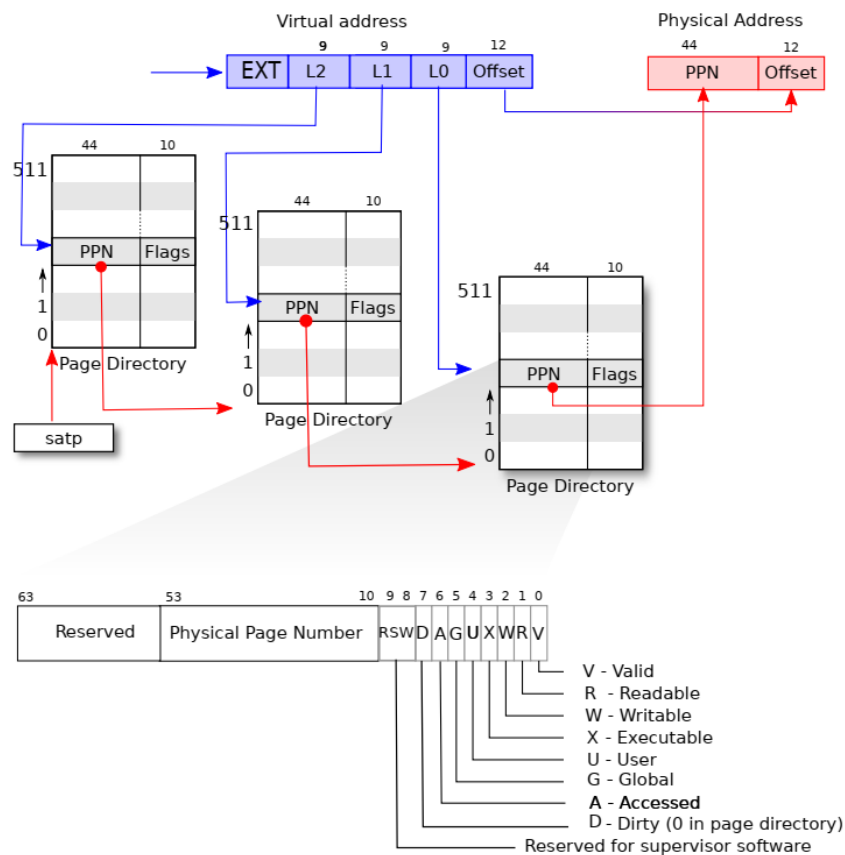 Virtual address
Physical Address
9 9 9 12
44 12
EXT L2 L1 L0 Offset
PPN Offset
44 10
511
PPN Flags
1
0
Page Directory
satp
44 10
511
PPN Flags
1
0
Page Directory
44 10
511
PPN Flags
1
0
Page Directory
63 53 10 9 8 7 6 5 4 3 2 1 0
Reserved Physical Page Number RSW D A G U X W R V
V - Valid
R - Readable
W - Writable
X - Executable
U - User
G - Global
A - Accessed
D - Dirty (0 in page directory)
Reserved for supervisor software